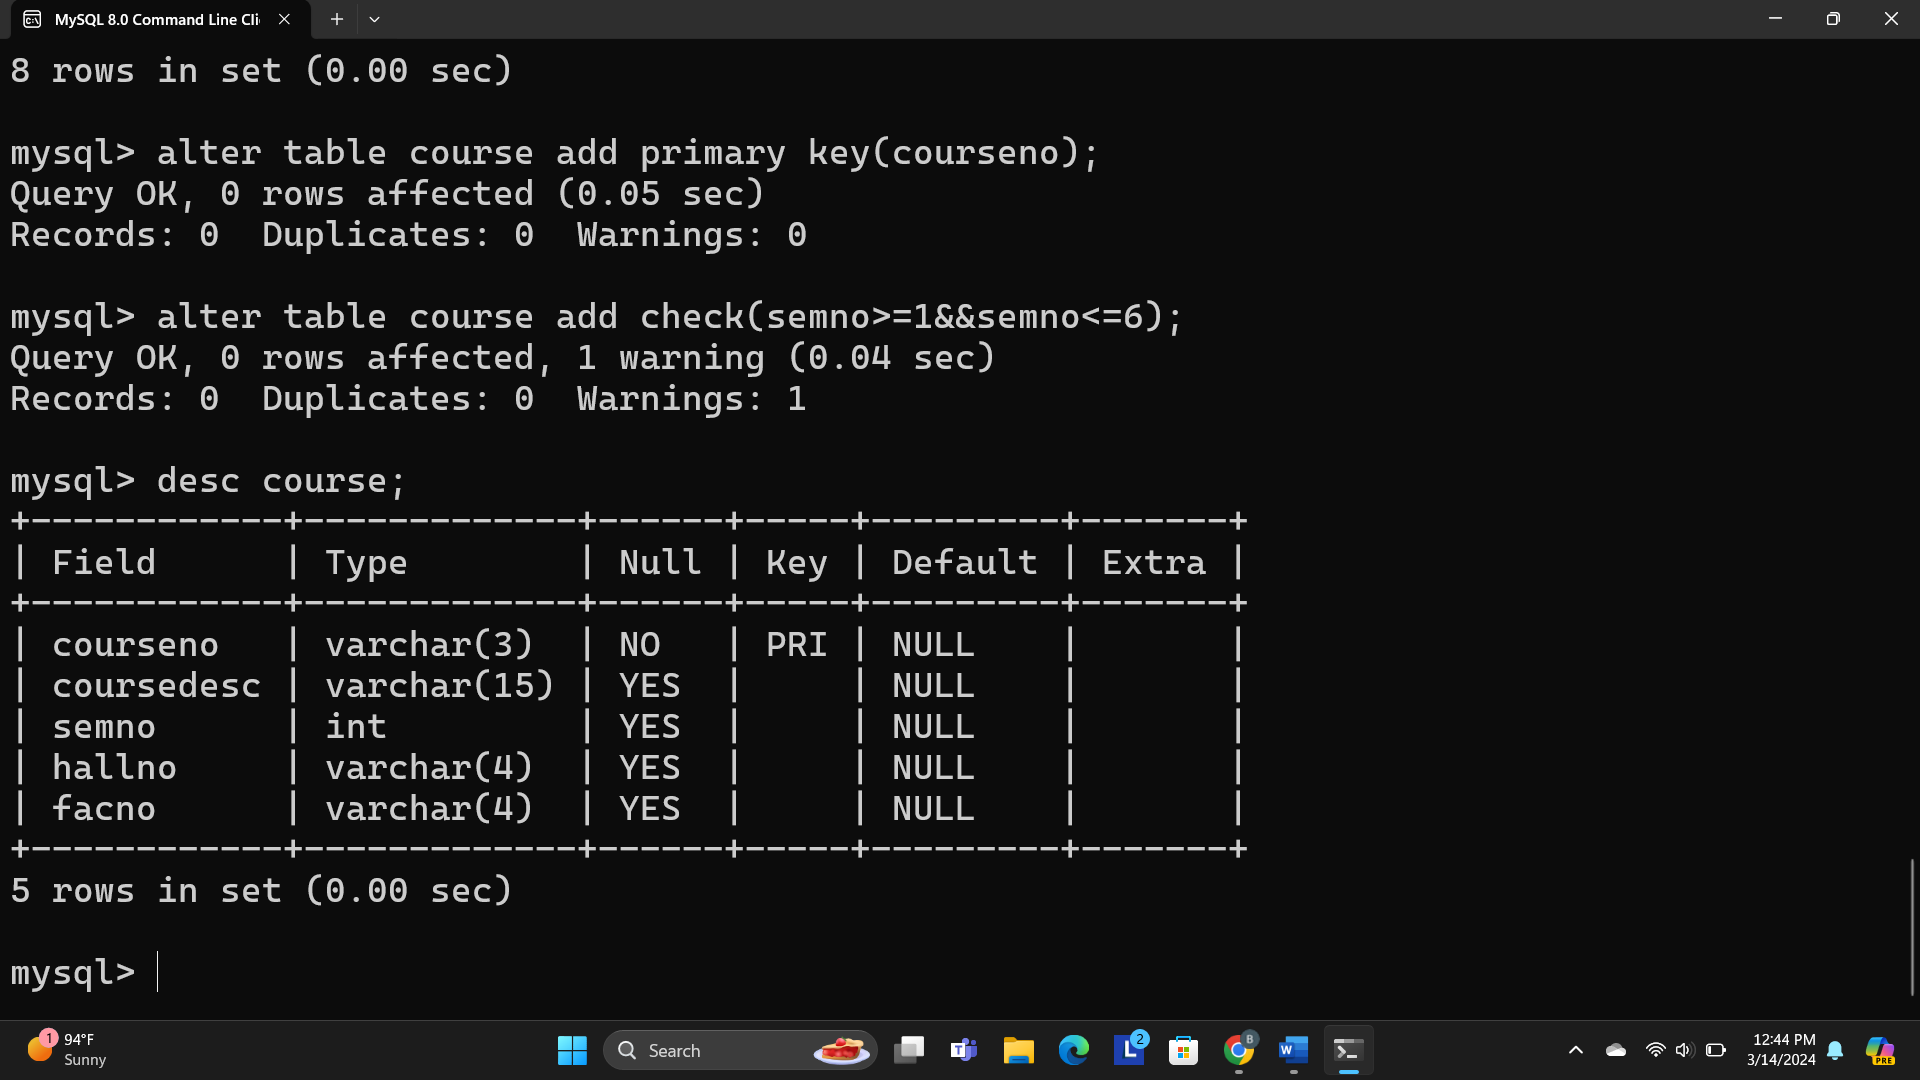 MySQL 8.0 Command Line Cli
8 rows in set (0.00 sec)
mysql> alter table course add primary key(courseno);
Query OK, 0 rows affected (0.05 sec)
Records: 0  Duplicates: 0  Warnings: 0
mysql> alter table course add check(semno>=1&&semno<=6);
Query OK, 0 rows affected, 1 warning (0.04 sec)
Records: 0  Duplicates: 0  Warnings: 1
mysql> desc course;
+------------+-------------+------+-----+---------+-------+
| Field      | Type        | Null | Key | Default | Extra |
+------------+-------------+------+-----+---------+-------+
| courseno   | varchar(3)  | NO   | PRI | NULL    |       |
| coursedesc | varchar(15) | YES  |     | NULL    |       |
| semno      | int         | YES  |     | NULL    |       |
| hallno     | varchar(4)  | YES  |     | NULL    |       |
| facno      | varchar(4)  | YES  |     | NULL    |       |
+------------+-------------+------+-----+---------+-------+
5 rows in set (0.00 sec)
mysql>
1 94°F
Sunny
Search
T
L 2
B
W
12:44 PM
3/14/2024
PRE